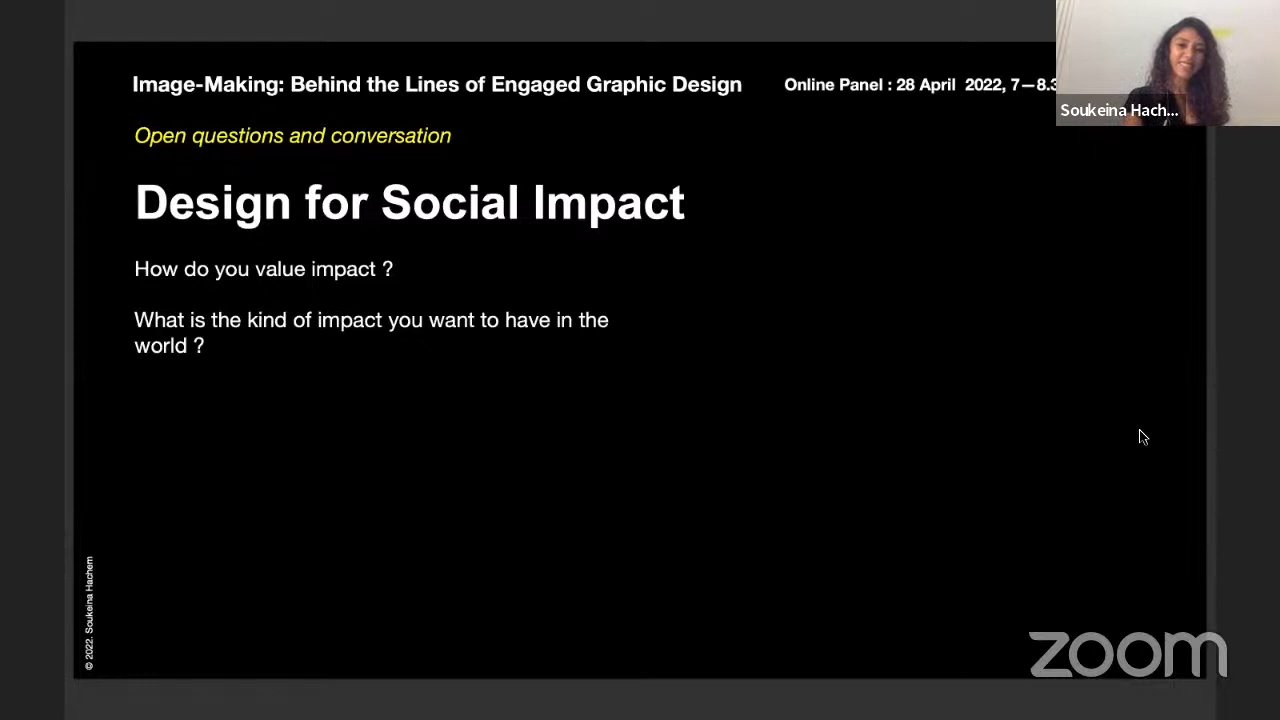 Image-Making: Behind the Lines of Engaged Graphic Design
Online Panel : 28 April 2022, 7—8.3
Soukeina Hach...
Open questions and conversation
Design for Social Impact
How do you value impact ?
What is the kind of impact you want to have in the
world ?
© 2022. Soukeina Hachem
zoom